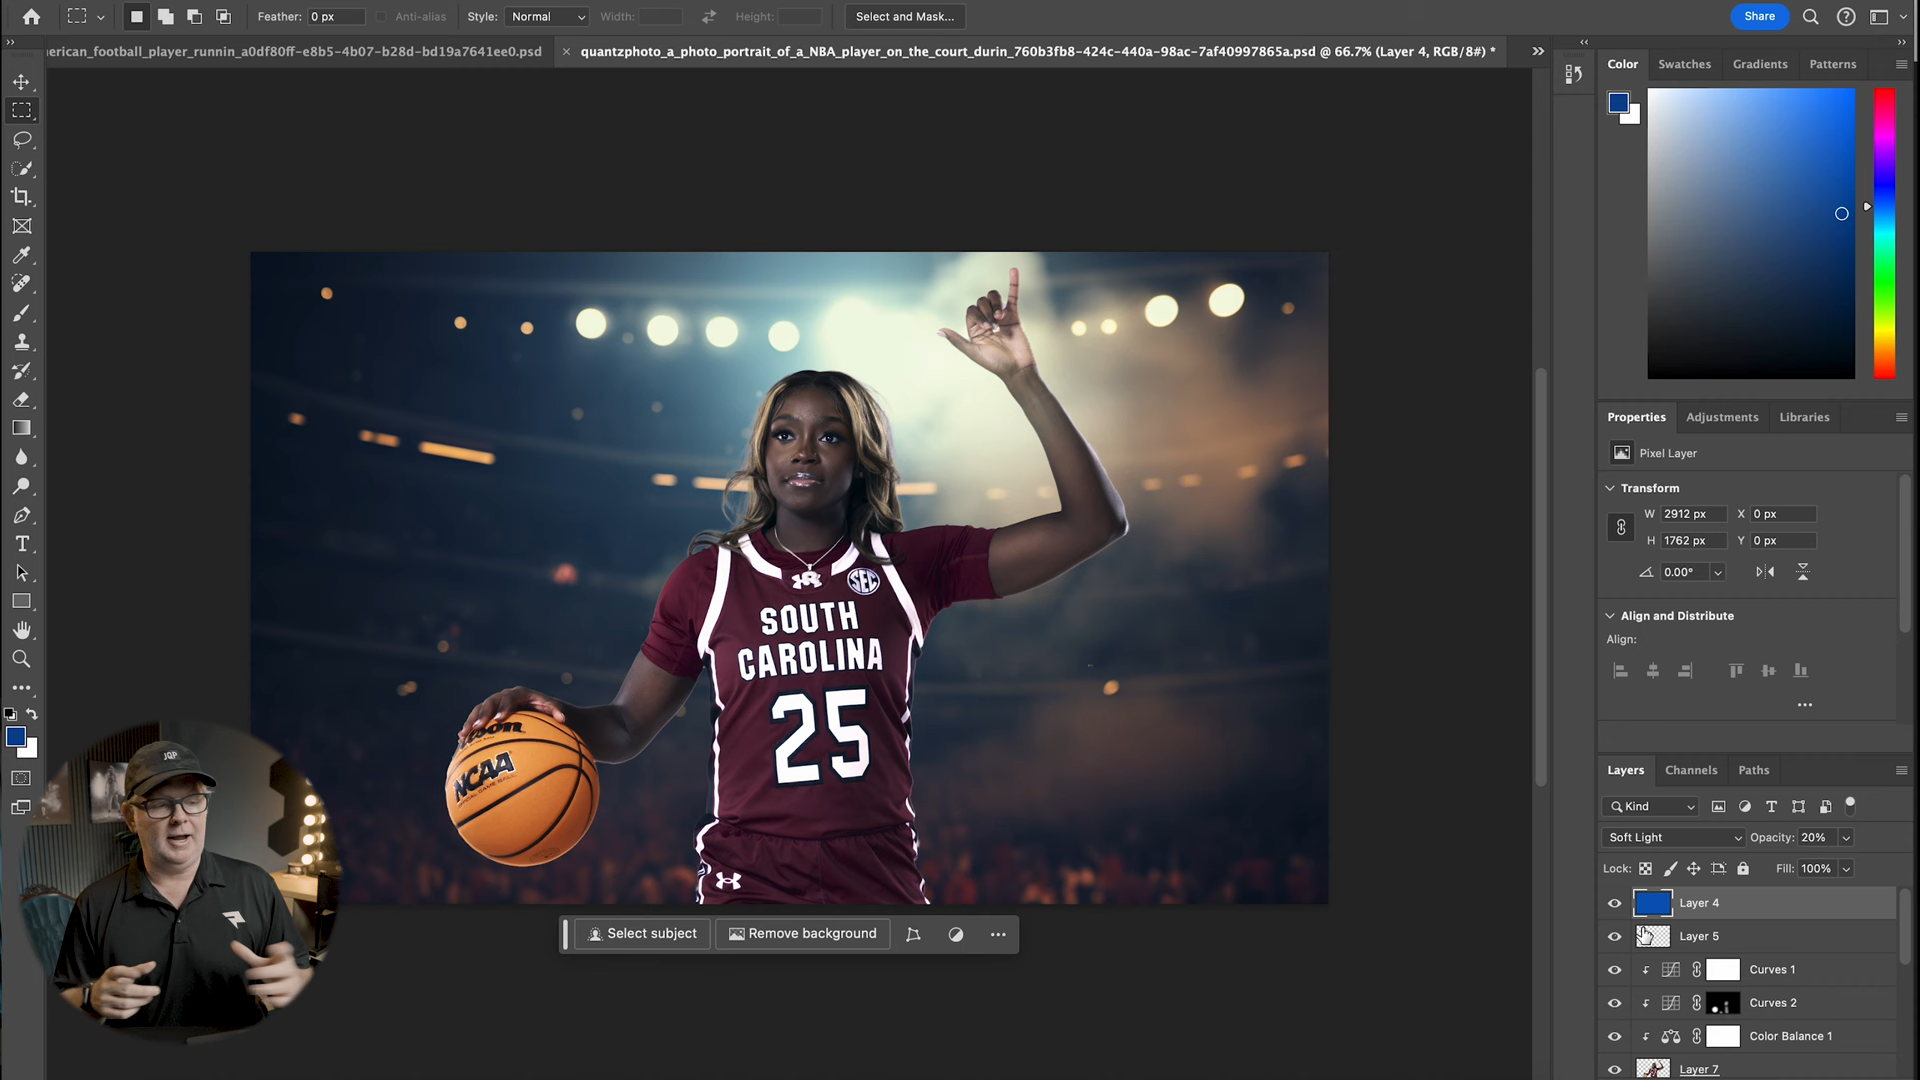 Feather: 0 px Anti-alias Style: Normal Width: Height: Select and Mask... Share
erican_football_player_runnin_a0df80ff-e8b5-4b07-b28d-bd19a7641ee0.psd × quantzphoto_a_photo_portrait_of_a_NBA_player_on_the_court_durin_760b3fb8-424c-440a-98ac-7af40997865a.psd @ 66.7% (Layer 4, RGB/8#) *
Color Swatches Gradients Patterns
Properties Adjustments Libraries
Pixel Layer
Transform
W 2912 px X 0 px
H 1762 px Y 0 px
0.00°
Align and Distribute
Align:
SEC
SOUTH
CAROLINA
25
Wilson
NCAA
JQP
Select subject Remove background
Layers Channels Paths
Kind
Soft Light Opacity: 20%
Lock: Fill: 100%
Layer 4
Layer 5
Curves 1
Curves 2
Color Balance 1
Layer 7